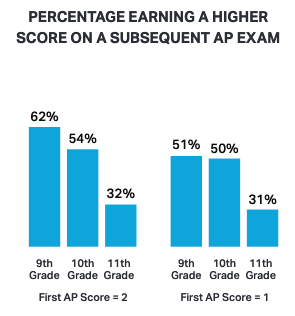 PERCENTAGE EARNING A HIGHER
SCORE ON A SUBSEQUENT AP EXAM
62%
54%
32%
51%
50%
31%
9th Grade
10th Grade
11th Grade
9th Grade
10th Grade
11th Grade
First AP Score = 2
First AP Score = 1